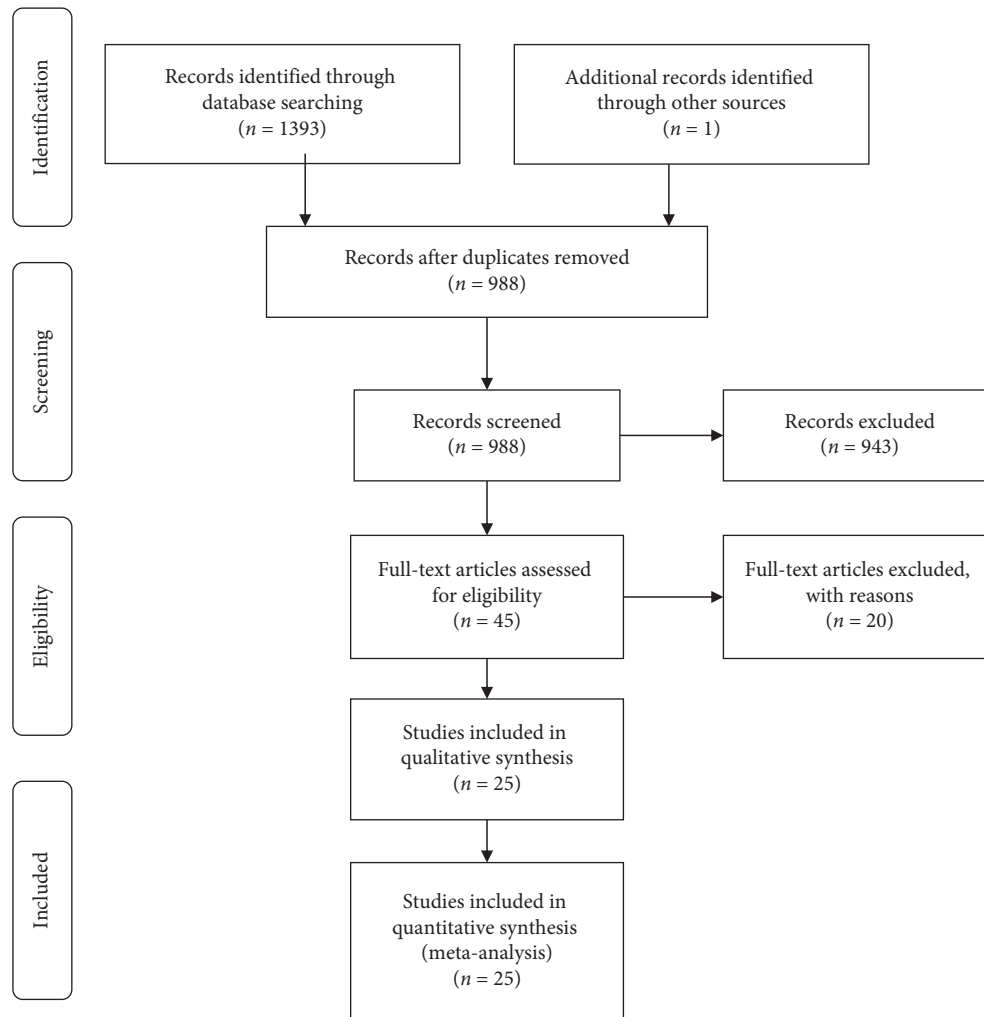 Identification
Records identified through
database searching
(n = 1393)
Additional records identified
through other sources
(n = 1)
Records after duplicates removed
(n = 988)
Screening
Records screened
(n = 988)
Records excluded
(n = 943)
Eligibility
Full-text articles assessed
for eligibility
(n = 45)
Full-text articles excluded,
with reasons
(n = 20)
Studies included in
qualitative synthesis
(n = 25)
Included
Studies included in
quantitative synthesis
(meta-analysis)
(n = 25)